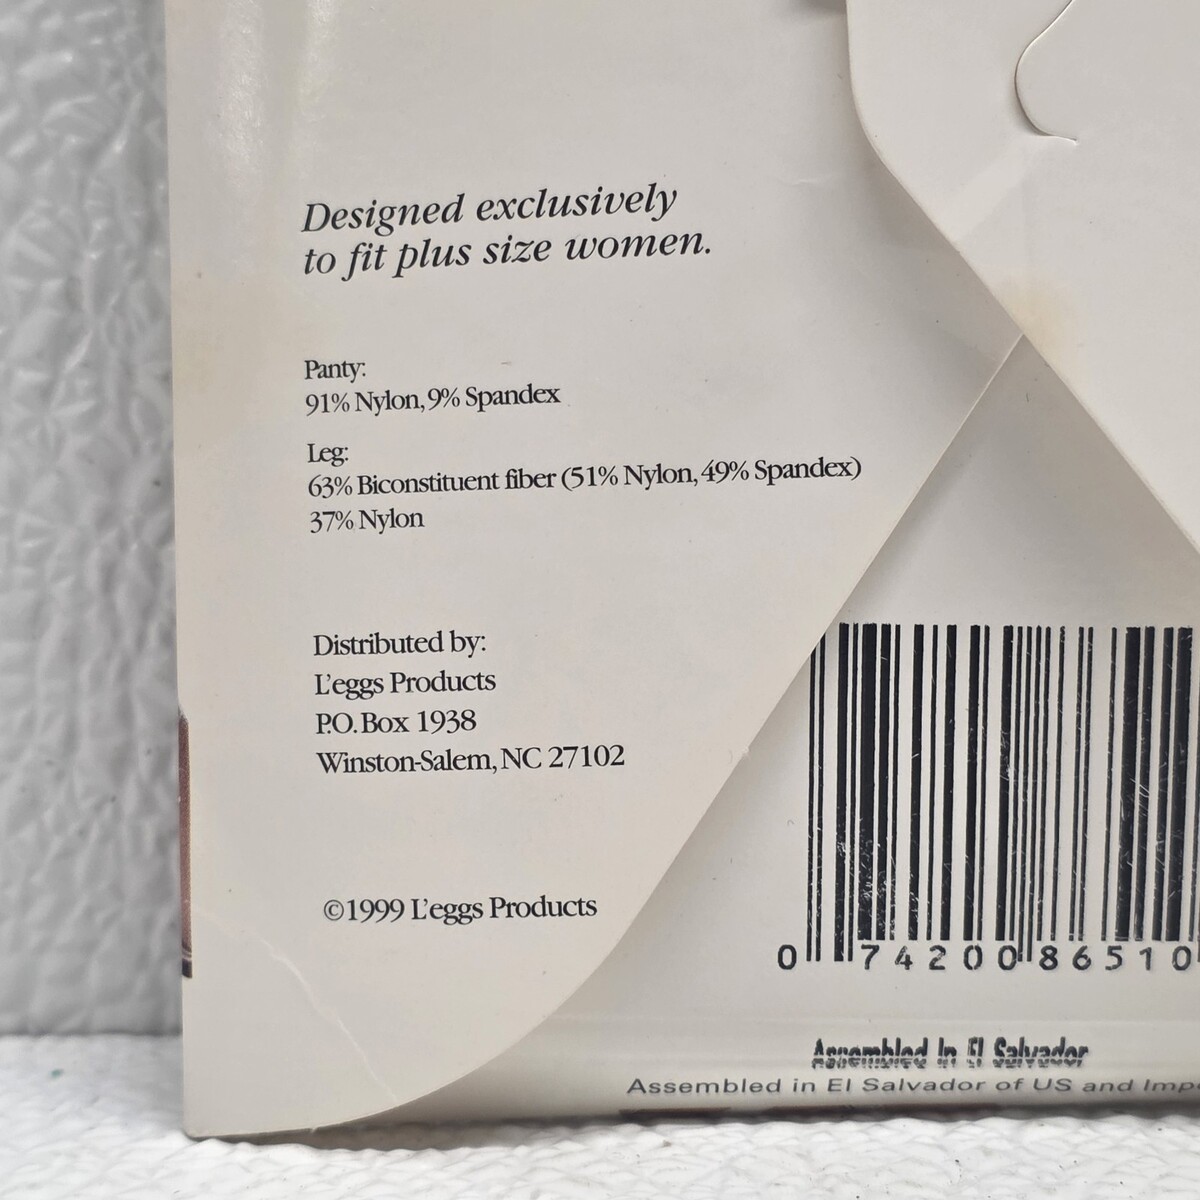 Designed exclusively
to fit plus size women.
Panty:
91% Nylon, 9% Spandex
Leg:
63% Biconstituent fiber (51% Nylon, 49% Spandex)
37% Nylon
Distributed by:
L'eggs Products
P.O. Box 1938
Winston-Salem, NC 27102
©1999 L'eggs Products
0 74200 86510
Assembled In El Salvador
Assembled in El Salvador of US and